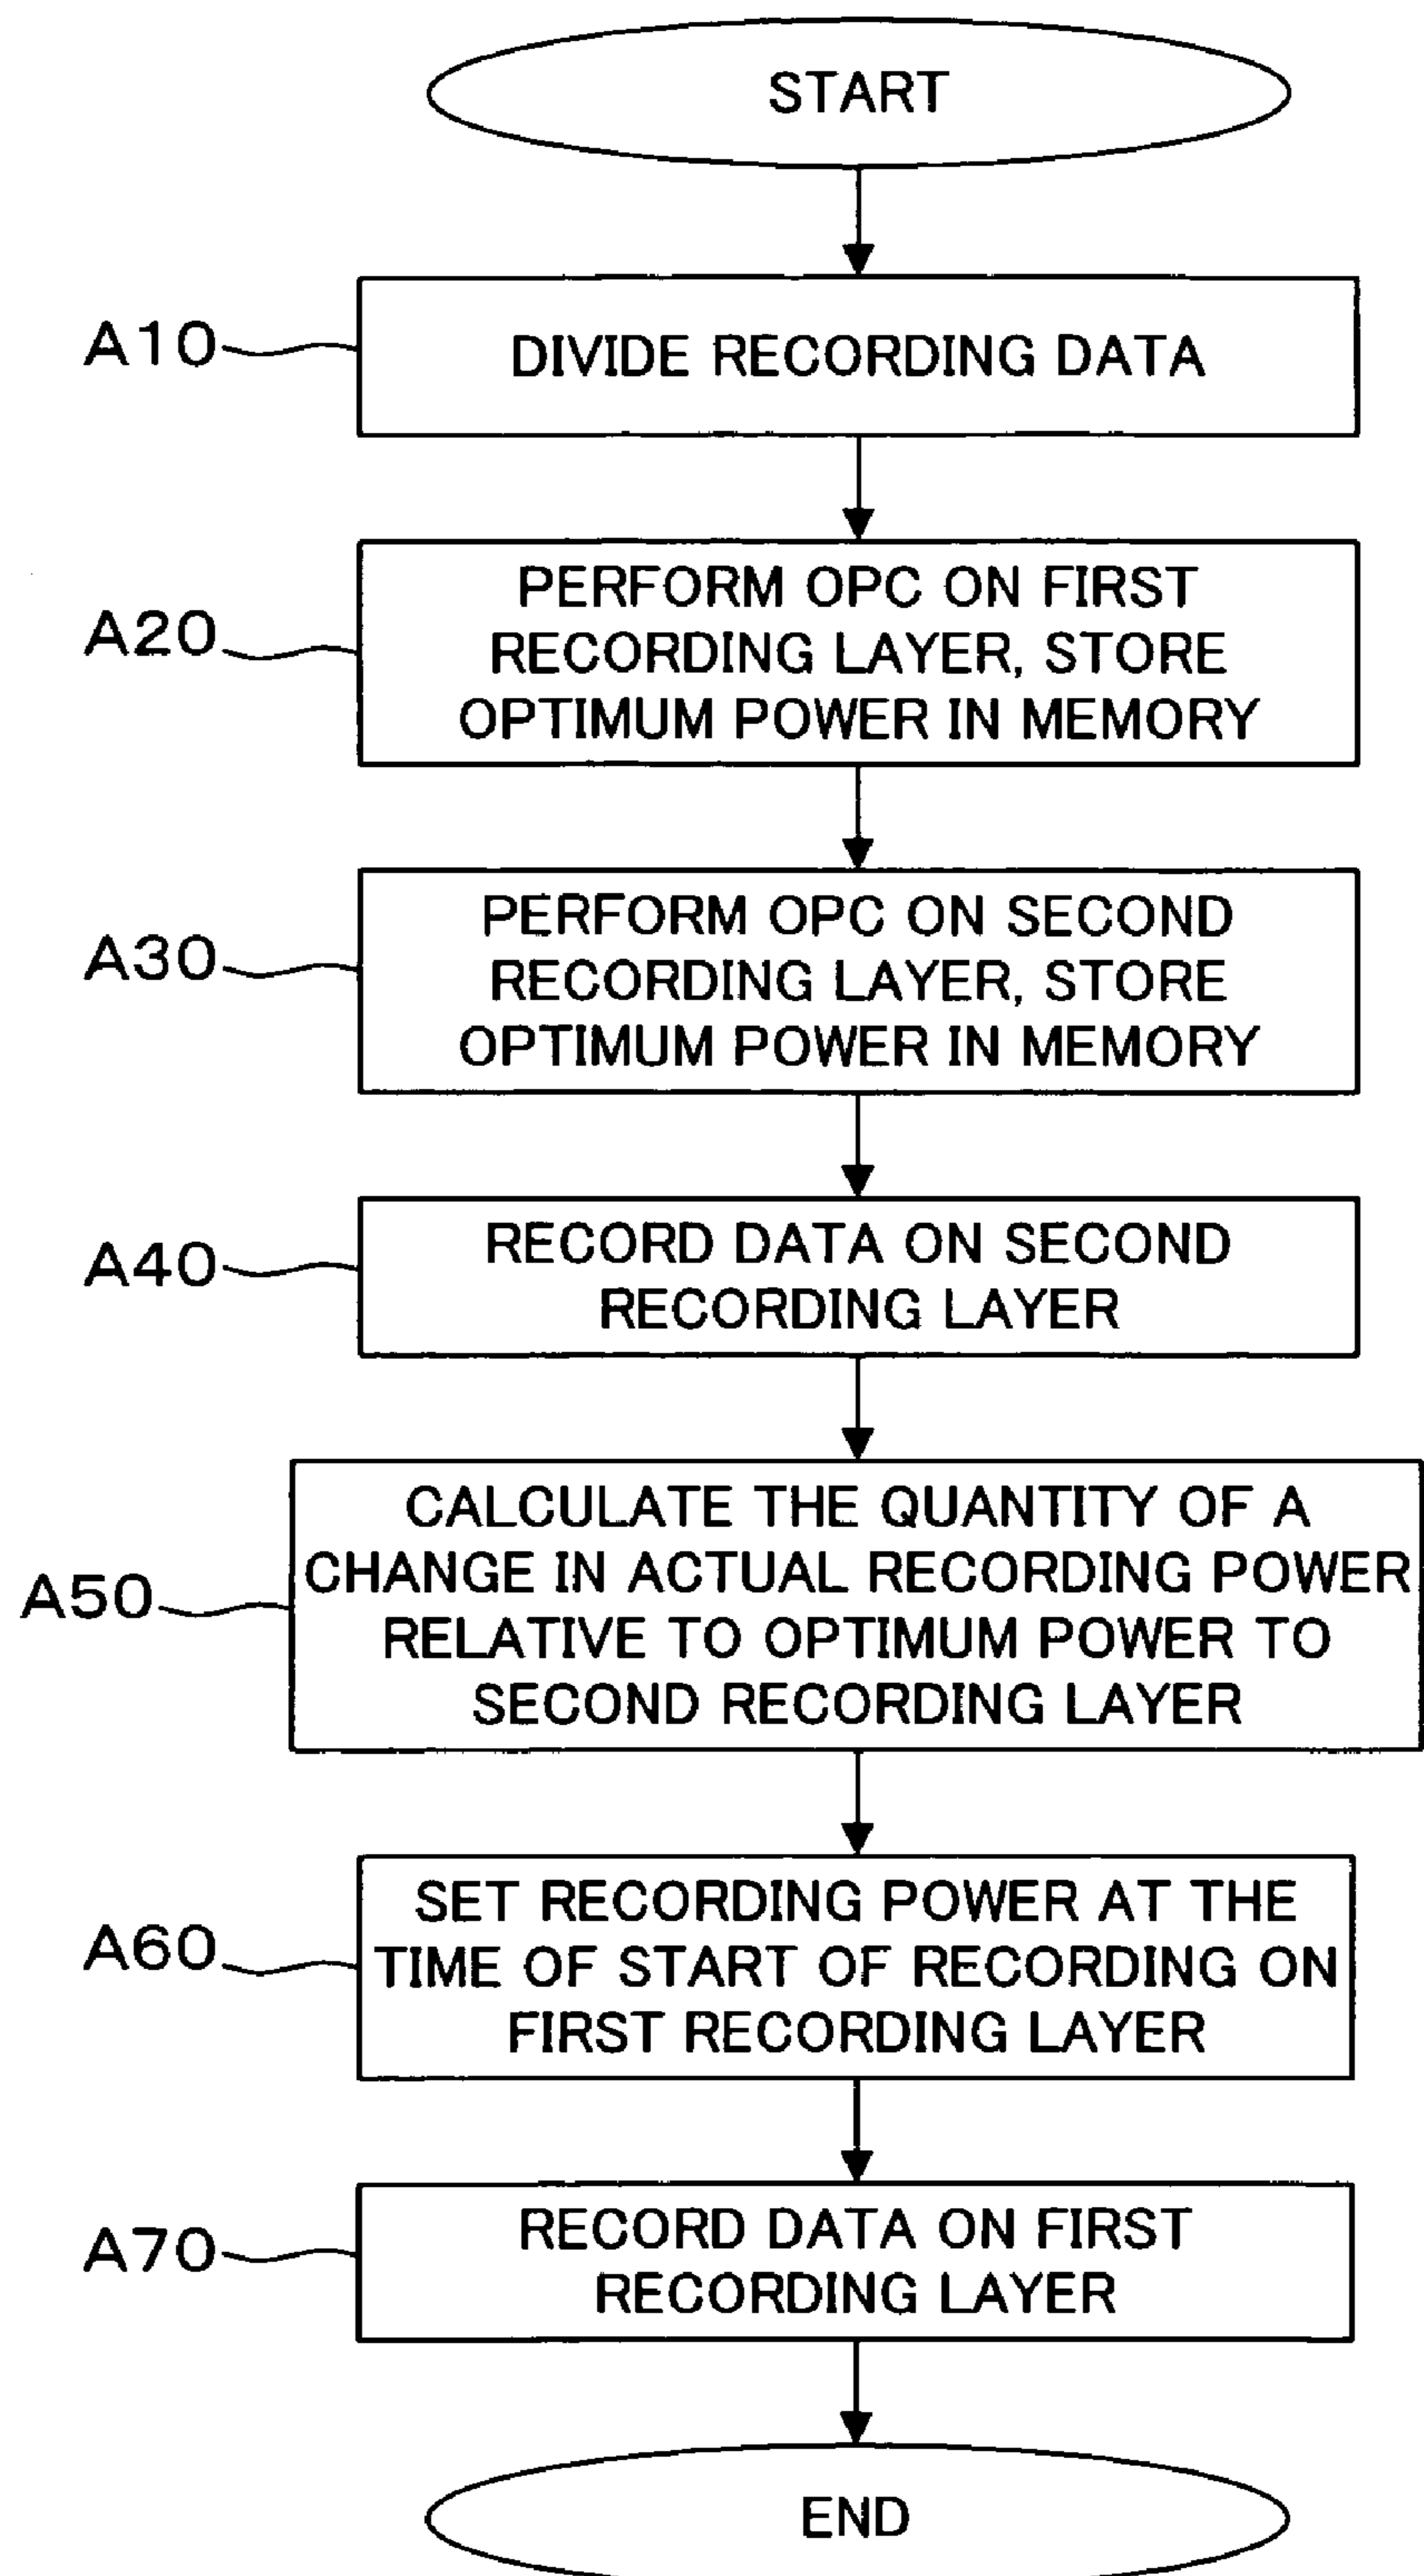 START
A10
DIVIDE RECORDING DATA
A20
PERFORM OPC ON FIRST
RECORDING LAYER, STORE
OPTIMUM POWER IN MEMORY
A30
PERFORM OPC ON SECOND
RECORDING LAYER, STORE
OPTIMUM POWER IN MEMORY
A40
RECORD DATA ON SECOND
RECORDING LAYER
A50
CALCULATE THE QUANTITY OF A
CHANGE IN ACTUAL RECORDING POWER
RELATIVE TO OPTIMUM POWER TO
SECOND RECORDING LAYER
A60
SET RECORDING POWER AT THE
TIME OF START OF RECORDING ON
FIRST RECORDING LAYER
A70
RECORD DATA ON FIRST
RECORDING LAYER
END